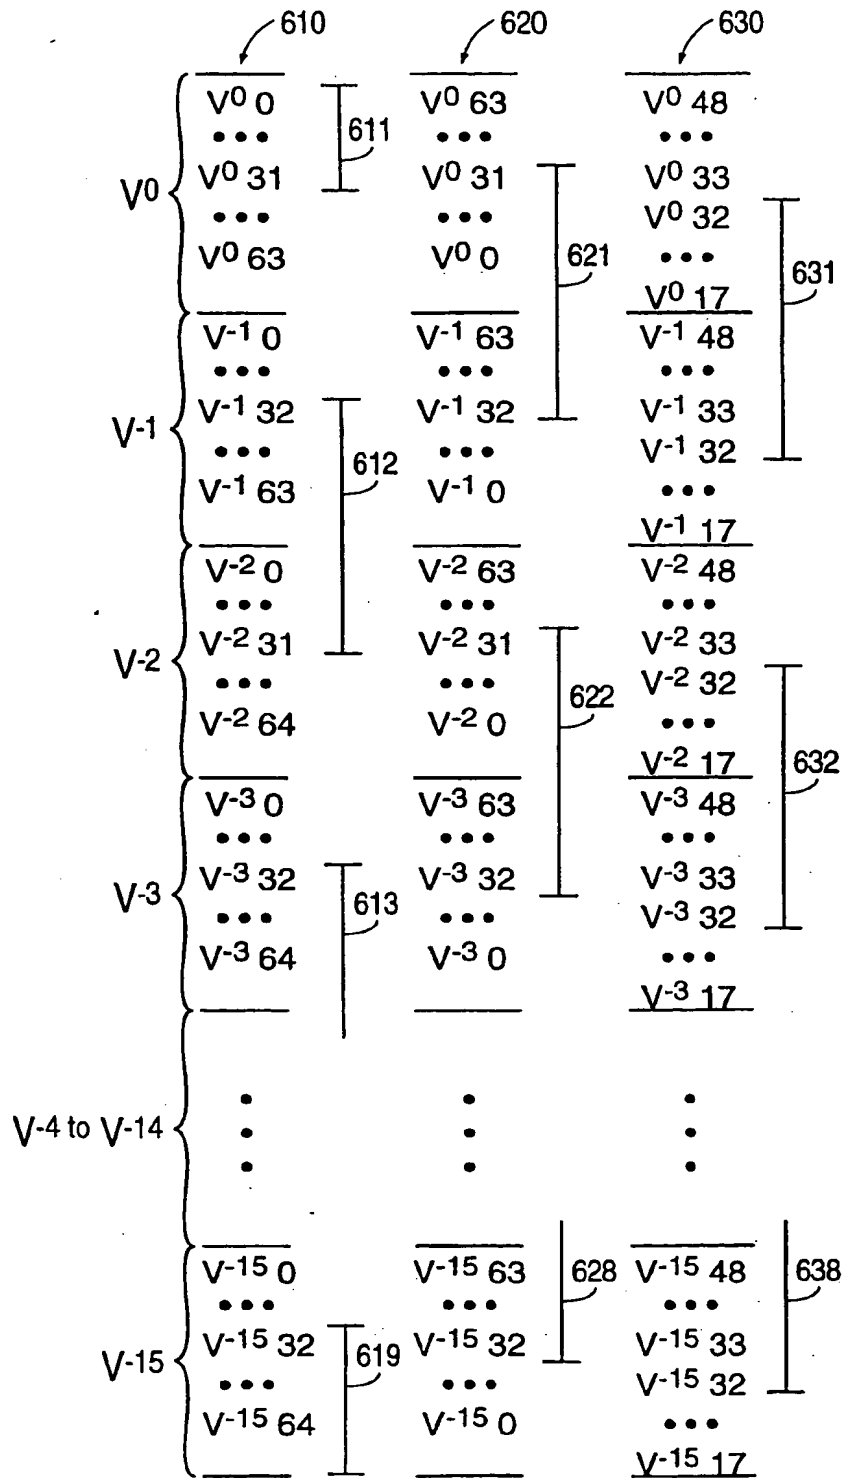 610 620 630
V0 0 V0 63 V0 48
611
V0 31 V0 31 V0 33
V0
V0 32
V0 63 V0 0 621 631
V0 17
V-1 0 V-1 63 V-1 48
V-1 32 V-1 32 V-1 33
V-1
V-1 32
612
V-1 63 V-1 0
V-1 17
V-2 0 V-2 63 V-2 48
V-2 31 V-2 31 V-2 33
V-2
V-2 32
622
V-2 64 V-2 0
V-2 17 632
V-3 0 V-3 63 V-3 48
V-3 32 V-3 32 V-3 33
V-3 613
V-3 32
V-3 64 V-3 0
V-3 17
V-4 to V-14
V-15 0 V-15 63 628 V-15 48 638
V-15 32 V-15 32 V-15 33
V-15 619
V-15 32
V-15 64 V-15 0
V-15 17